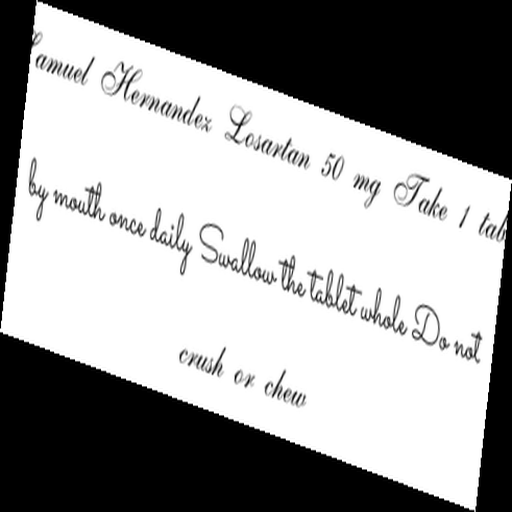 Samuel Hernandez Losartan 50 mg Take 1 tab
by mouth once daily Swallow the tablet whole Do not
crush or chew